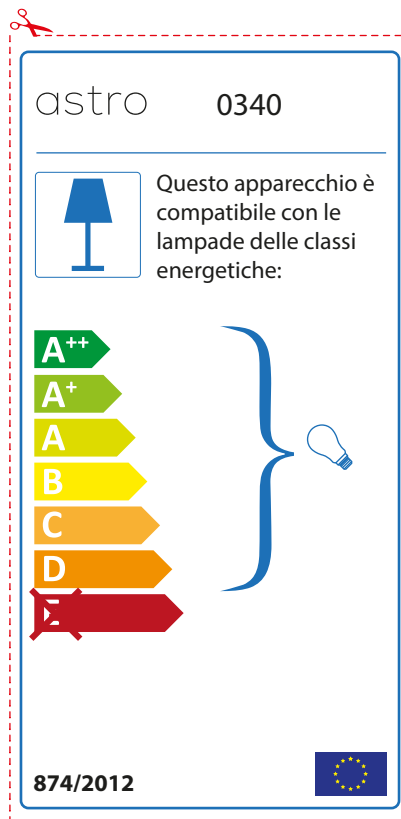 astro 0340
Questo apparecchio è
compatibile con le
lampade delle classi
energetiche:
A++
A+
A
B
C
D
E
874/2012